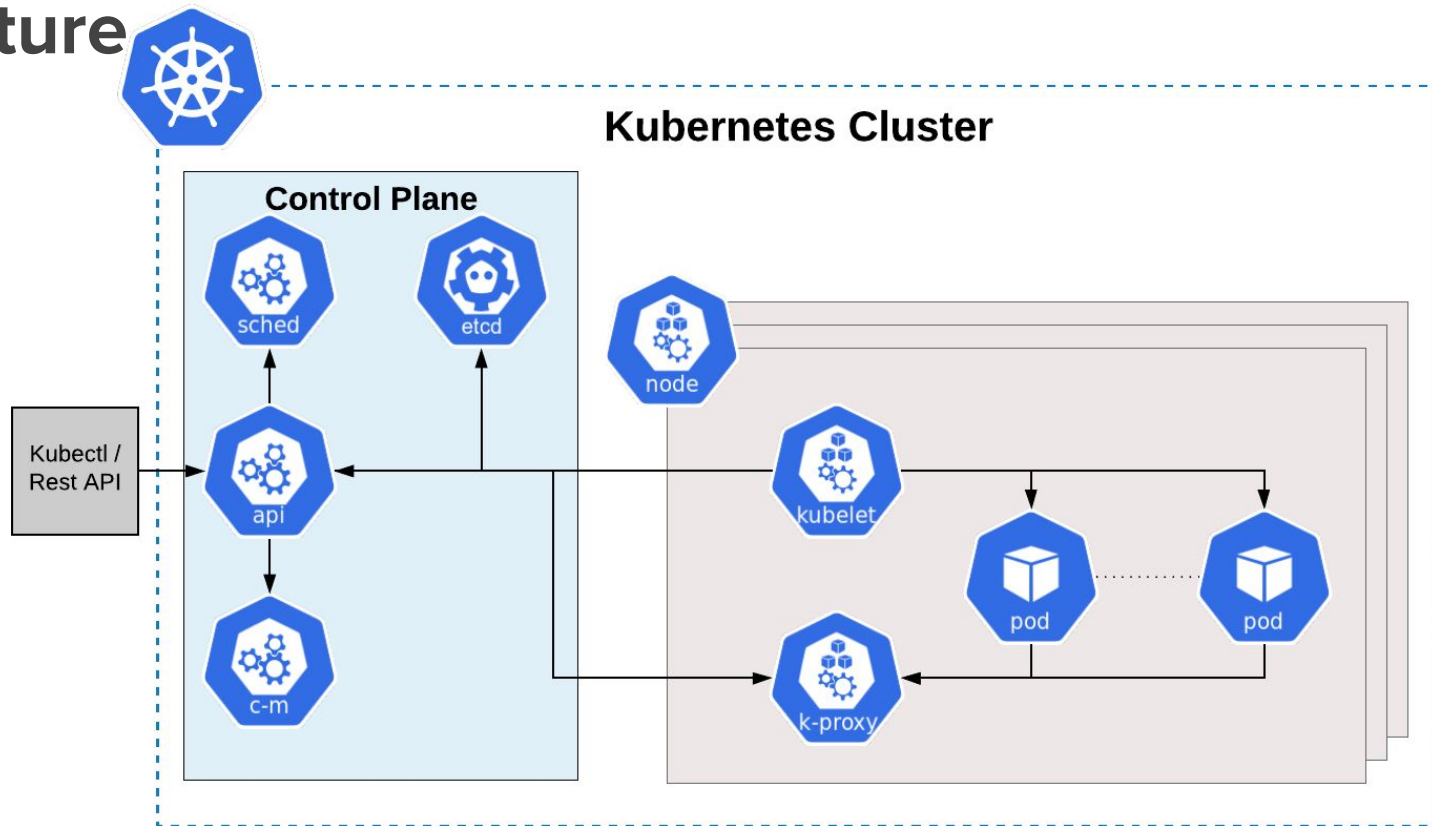 ture
Kubernetes Cluster
Control Plane
sched
etcd
node
Kubectl /
Rest API
api
kubelet
pod
pod
c-m
k-proxy